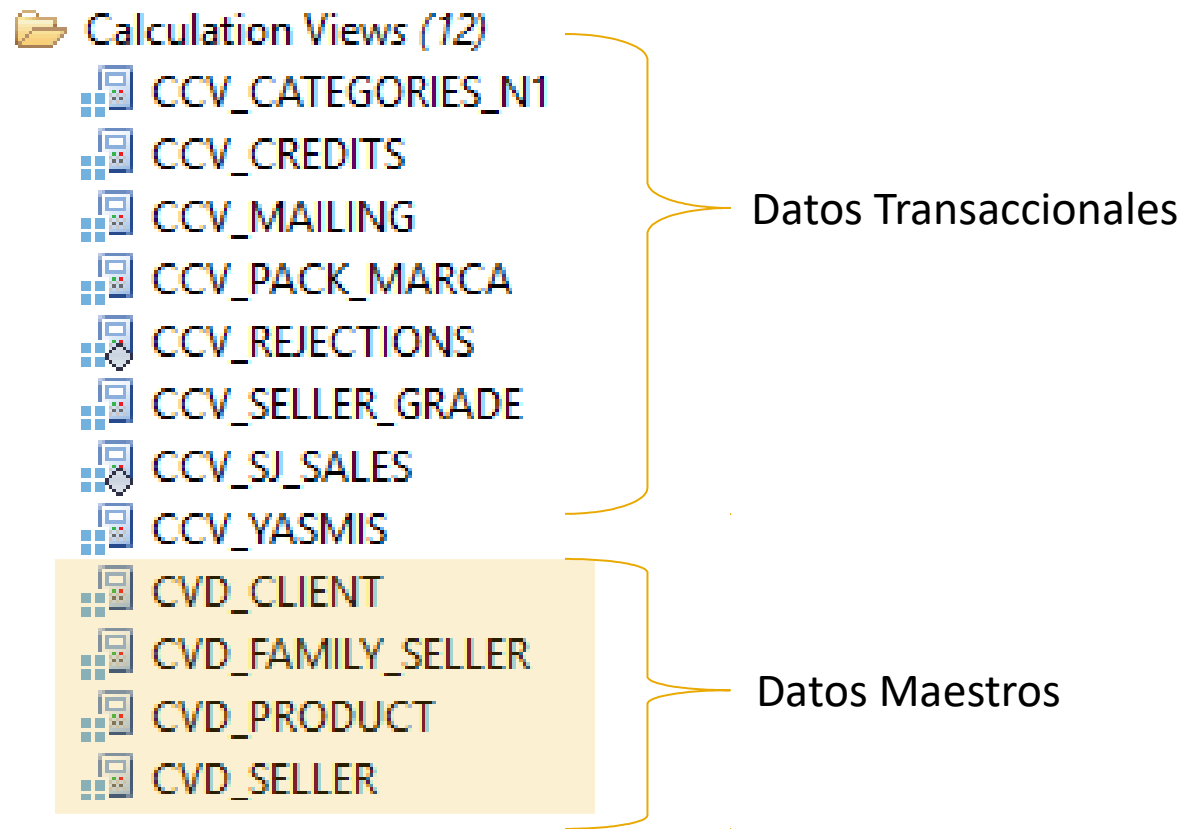 Calculation Views (12)
CCV_CATEGORIES_N1
CCV_CREDITS
CCV_MAILING
CCV_PACK_MARCA
CCV_REJECTIONS
CCV_SELLER_GRADE
CCV_SJ_SALES
CCV_YASMIS
Datos Transaccionales
CVD_CLIENT
CVD_FAMILY_SELLER
CVD_PRODUCT
CVD_SELLER
Datos Maestros